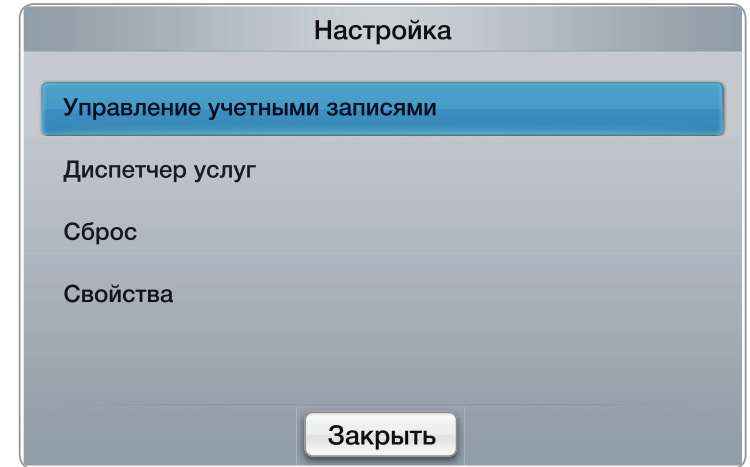 Настройка
Управление учетными записями
Диспетчер услуг
Сброс
Свойства
Закрыть